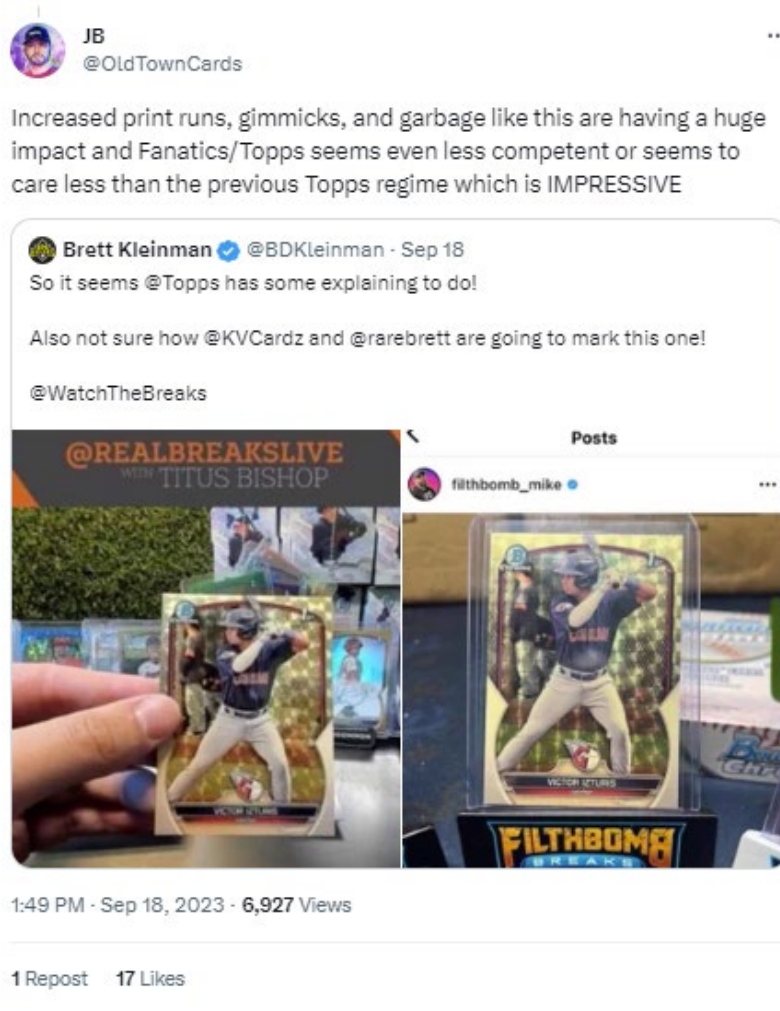 JB
@OldTownCards
Increased print runs, gimmicks, and garbage like this are having a huge
impact and Fanatics/Topps seems even less competent or seems to
care less than the previous Topps regime which is IMPRESSIVE
Brett Kleinman @BDKleinman · Sep 18
So it seems @Topps has some explaining to do!
Also not sure how @KVCardz and @rarebrett are going to mark this one!
@WatchTheBreaks
@REALBREAKSLIVE
WITH TITUS BISHOP
VICTOR IZTURIS
Posts
filthbomb_mike
VICTOR IZTURIS
FILTHBOMB
BREAKS
1:49 PM · Sep 18, 2023 · 6,927 Views
1 Repost 17 Likes